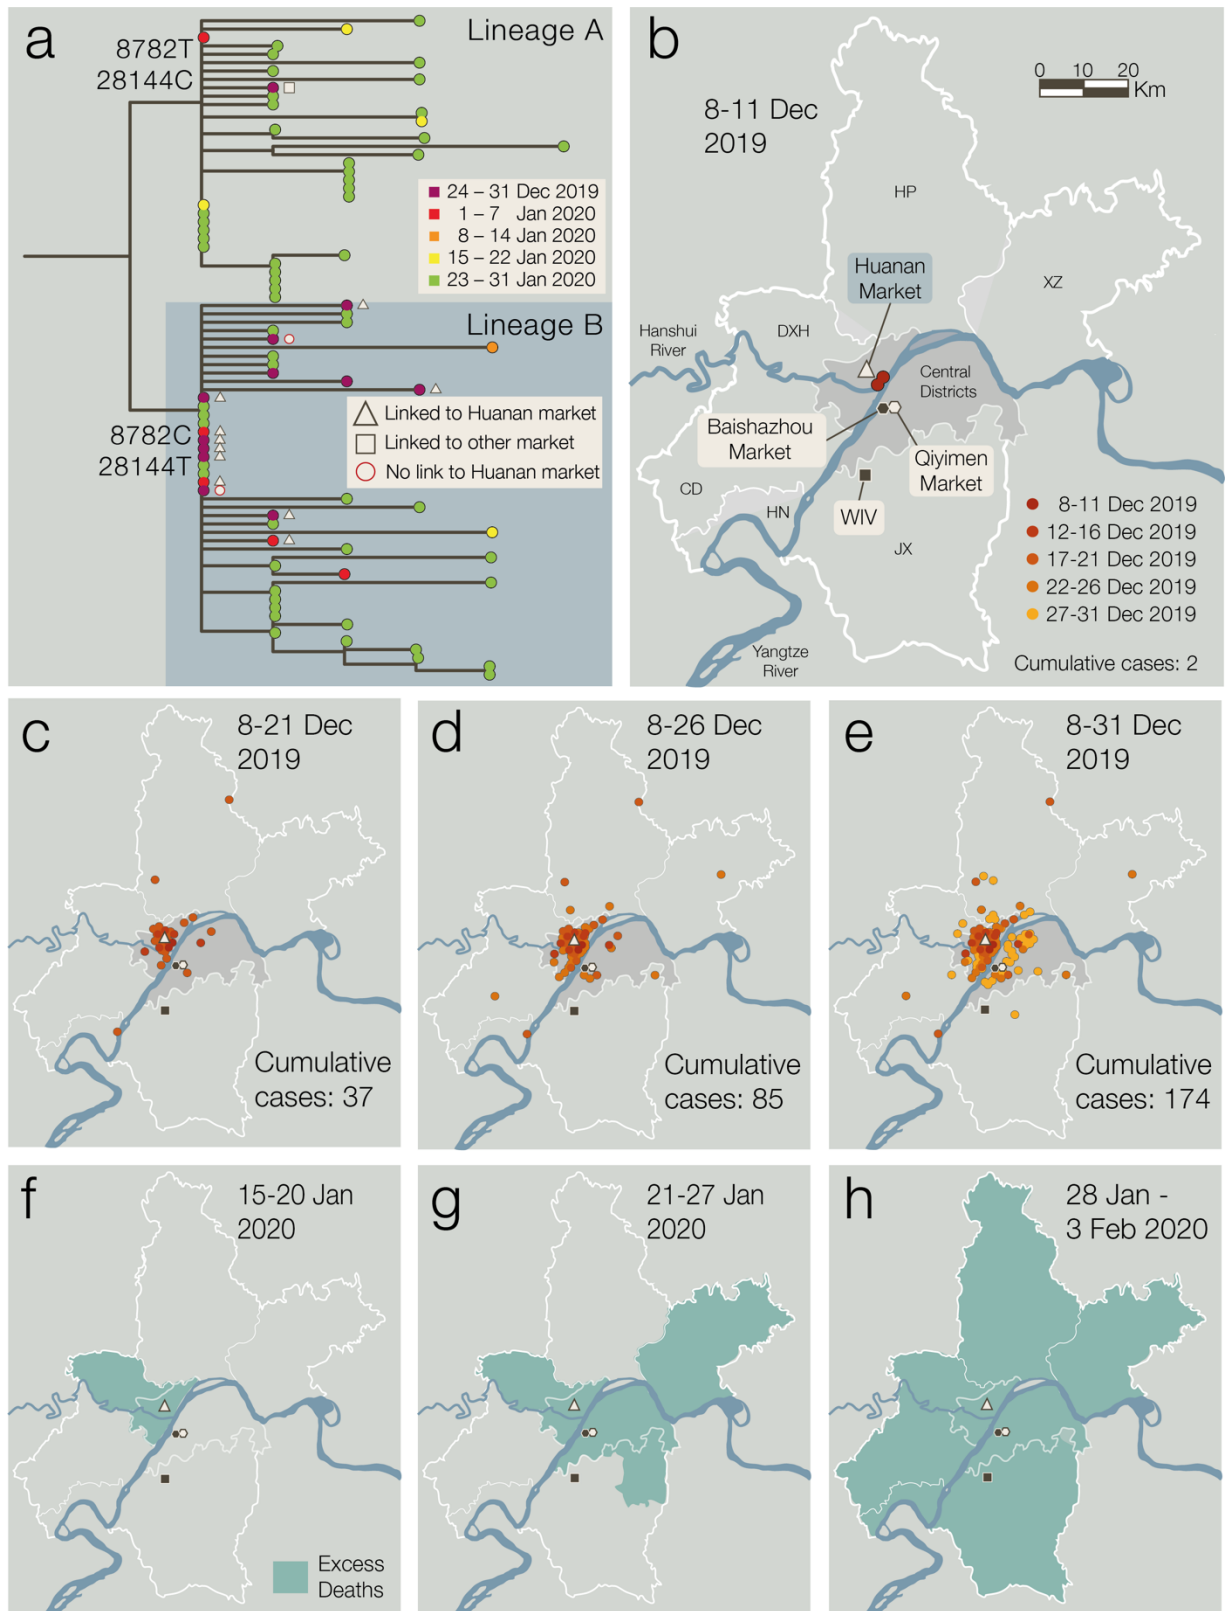 a
Lineage A
8782T
28144C
24 – 31 Dec 2019
1 – 7 Jan 2020
8 – 14 Jan 2020
15 – 22 Jan 2020
23 – 31 Jan 2020
Lineage B
Linked to Huanan market
Linked to other market
No link to Huanan market
8782C
28144T
b
8-11 Dec
2019
0 10 20
Km
HP
XZ
Huanan
Market
Hanshui
River
DXH
Central
Districts
Baishazhou
Market
Qiyimen
Market
CD
HN
WIV
JX
Yangtze
River
8-11 Dec 2019
12-16 Dec 2019
17-21 Dec 2019
22-26 Dec 2019
27-31 Dec 2019
Cumulative cases: 2
c
8-21 Dec
2019
Cumulative
cases: 37
d
8-26 Dec
2019
Cumulative
cases: 85
e
8-31 Dec
2019
Cumulative
cases: 174
f
15-20 Jan
2020
Excess
Deaths
g
21-27 Jan
2020
h
28 Jan -
3 Feb 2020